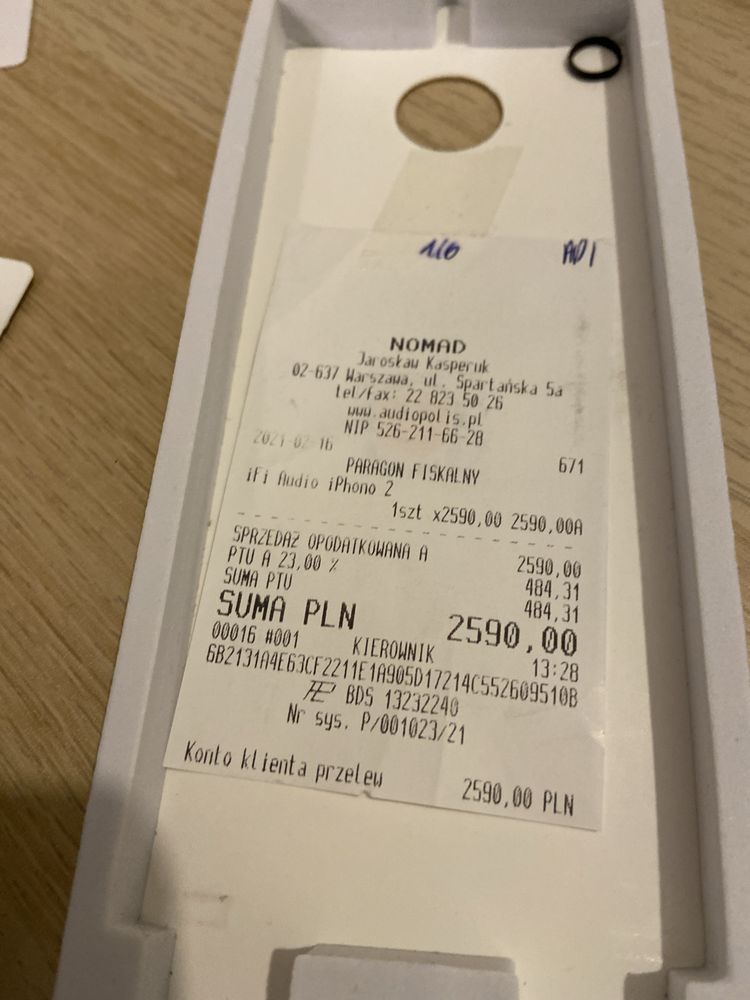 1/6 AD1
NOMAD
Jarosław Kasperuk
02-637 Warszawa, ul. Spartańska 5a
tel/fax: 22 823 50 26
www.audiopolis.pl
NIP 526-211-66-28
2021-02-16 671
PARAGON FISKALNY
iFi Audio iPhono 2
1szt x2590,00 2590,00A
SPRZEDAŻ OPODATKOWANA A 2590,00
PTU A 23,00 % 484,31
SUMA PTU 484,31
SUMA PLN 2590,00
00016 #001 KIEROWNIK 13:28
6B2131A4E63CF2211E1A905D17214C552609510B
BDS 13232240
Nr sys. P/001023/21
Konto klienta przelew 2590,00 PLN